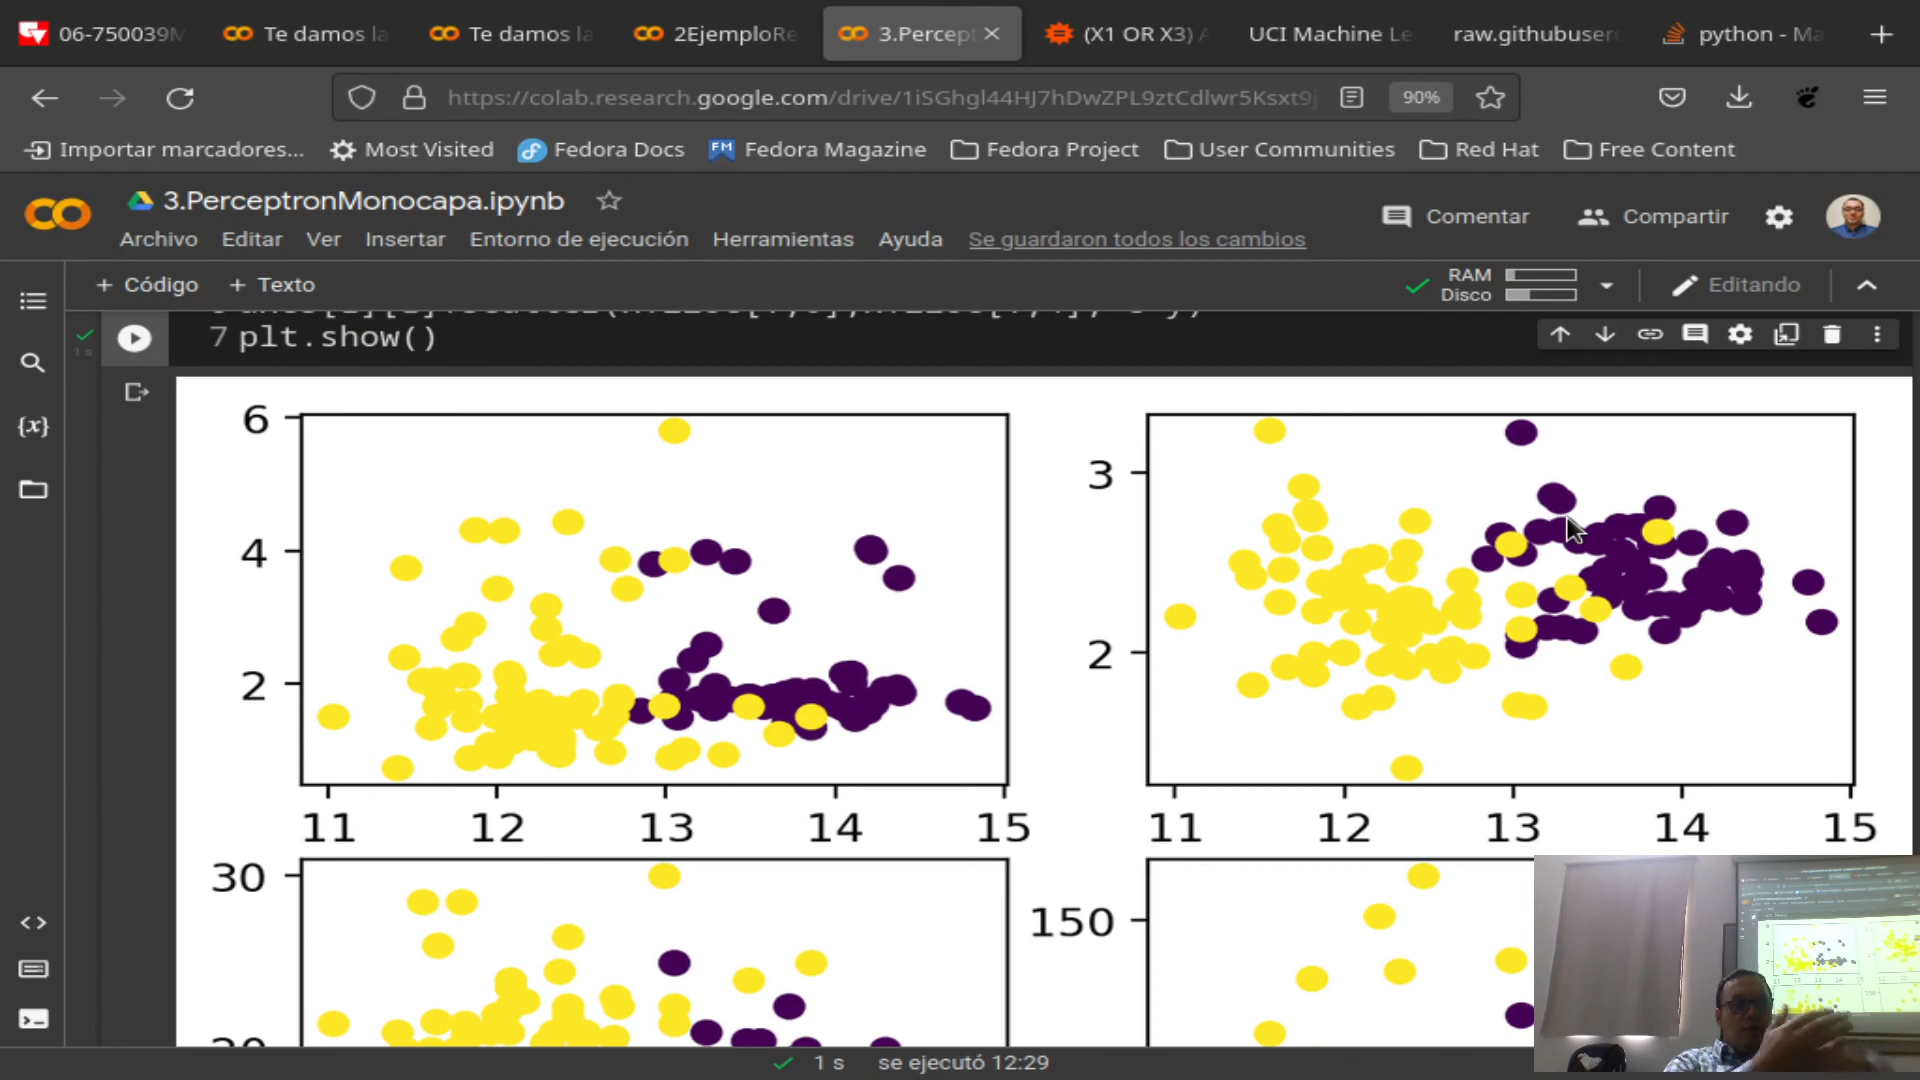 06-750039M
Te damos la
Te damos la
2EjemploRe
3.Percept
(X1 OR X3) A
UCI Machine Le
raw.githubuser
python - Ma
https://colab.research.google.com/drive/1iSGhgl44HJ7hDwZPL9ztCdlwr5Ksxt9j
90%
Importar marcadores...
Most Visited
Fedora Docs
FM
Fedora Magazine
Fedora Project
User Communities
Red Hat
Free Content
3.PerceptronMonocapa.ipynb
Comentar
Compartir
Archivo
Editar
Ver
Insertar
Entorno de ejecución
Herramientas
Ayuda
Se guardaron todos los cambios
+ Código
+ Texto
RAM
Disco
Editando
1 s
7 plt.show()
{x}
6
4
2
11 12 13 14 15
3
2
11 12 13 14 15
30
150
1 s se ejecutó 12:29